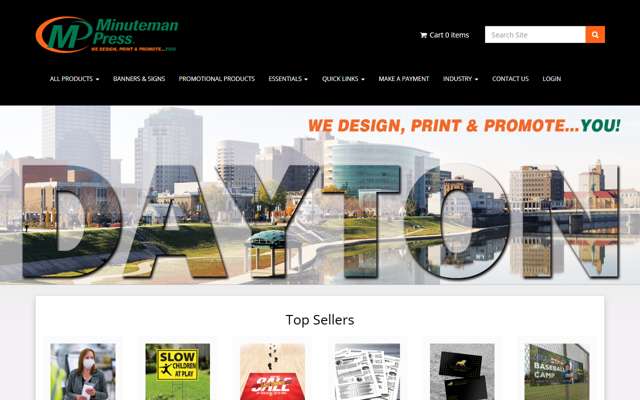 Minuteman
Press
WE DESIGN, PRINT & PROMOTE...YOU!
Cart 0 items
Search Site
ALL PRODUCTS
BANNERS & SIGNS
PROMOTIONAL PRODUCTS
ESSENTIALS
QUICK LINKS
MAKE A PAYMENT
INDUSTRY
CONTACT US
LOGIN
WE DESIGN, PRINT & PROMOTE...YOU!
DAYTON
Top Sellers
SLOW
CHILDREN
AT PLAY
SALE
BASEBALL
CAMP